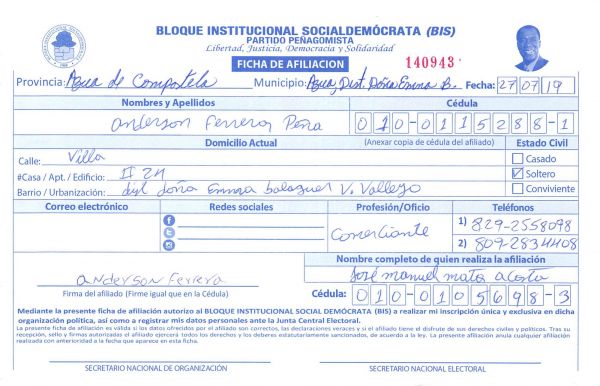 BLOQUE INSTITUCIONAL SOCIALDEMÓCRATA (BIS)
PARTIDO PEÑAGOMISTA
Libertad, Justicia, Democracia y Solidaridad
FICHA DE AFILIACION 140943
Provincia: Azua de Compostela Municipio: Azua, Dist. Doña Emma B. Fecha: 27/07/19
Nombres y Apellidos Cédula
anderson Ferrera Peña 010-0115288-1
Domicilio Actual (Anexar copia de cédula del afiliado) Estado Civil
Calle: Villa Casado
#Casa / Apt. / Edificio: # 24 Soltero
Barrio / Urbanización: dist doña Emma balaguer V. Vallejo Conviviente
Correo electrónico Redes sociales Profesión/Oficio Teléfonos
Comerciante 1) 829-2558098
2) 809-2834408
Nombre completo de quien realiza la afiliación
anderson Ferrera José manuel mata acosta
Firma del afiliado (Firme igual que en la Cédula) Cédula: 010-0105698-3
Mediante la presente ficha de afiliación autorizo al BLOQUE INSTITUCIONAL SOCIAL DEMÓCRATA (BIS) a realizar mi inscripción única y exclusiva en dicha
organización política, así como a registrar mis datos personales ante la Junta Central Electoral.
La presente ficha de afiliación es válida si los datos ofrecidos por el afiliado son correctos, las declaraciones veraces y si el afiliado tiene el disfrute de sus derechos civiles y políticos. Tras su
recepción, sello y firmas autorizadas el afiliado ejercerá todos los derechos y los deberes estatutariamente sancionados, de acuerdo a la ley. La presente afiliación anula cualquier afiliación
realizada con anterioridad a la fecha que aparece en esta ficha.
SECRETARIO NACIONAL DE ORGANIZACIÓN SECRETARIO NACIONAL ELECTORAL